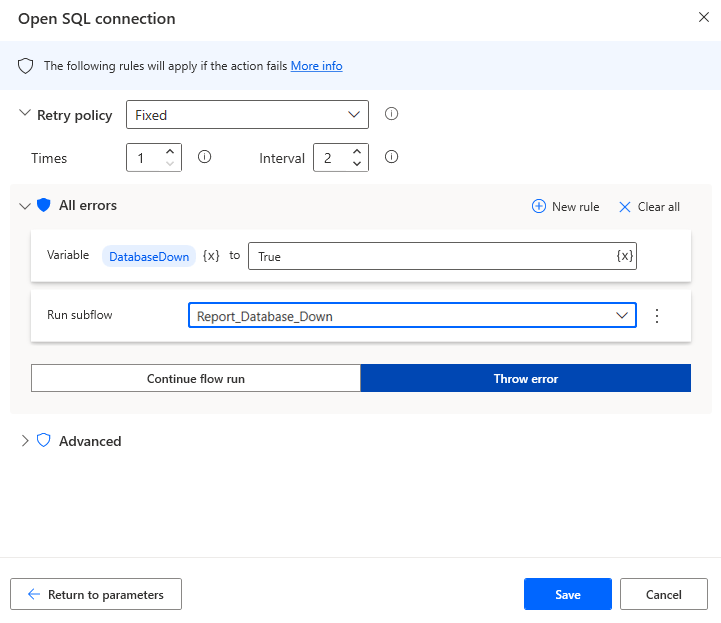 Open SQL connection
The following rules will apply if the action fails More info
Retry policy Fixed
Times 1 Interval 2
All errors New rule Clear all
Variable DatabaseDown {x} to True {x}
Run subflow Report_Database_Down
Continue flow run Throw error
Advanced
Return to parameters Save Cancel